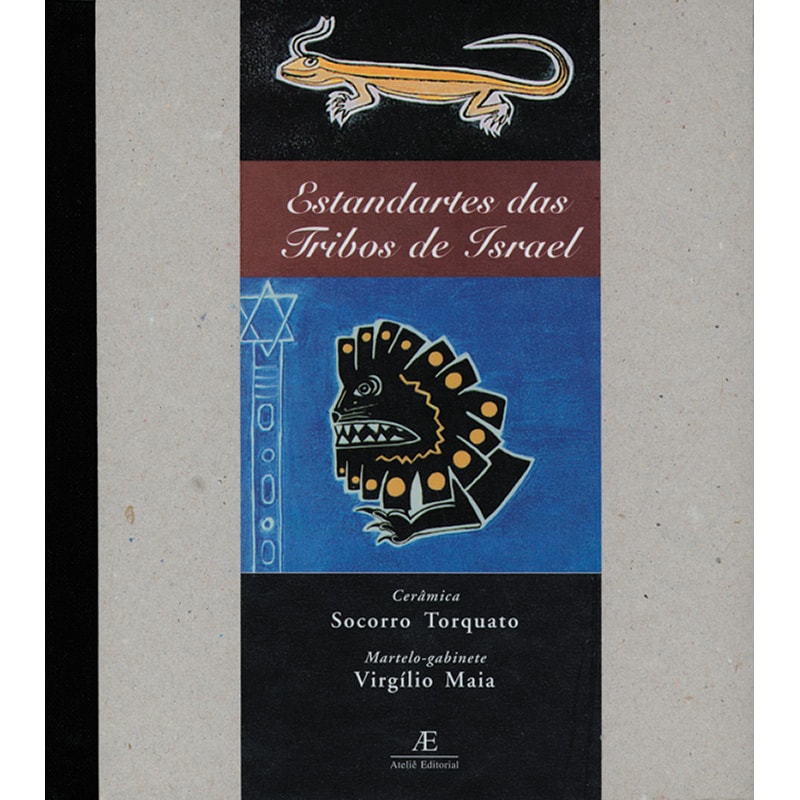 Estandartes das
Tribos de Israel
Cerâmica
Socorro Torquato
Martelo-gabinete
Virgílio Maia
Æ
Ateliê Editorial